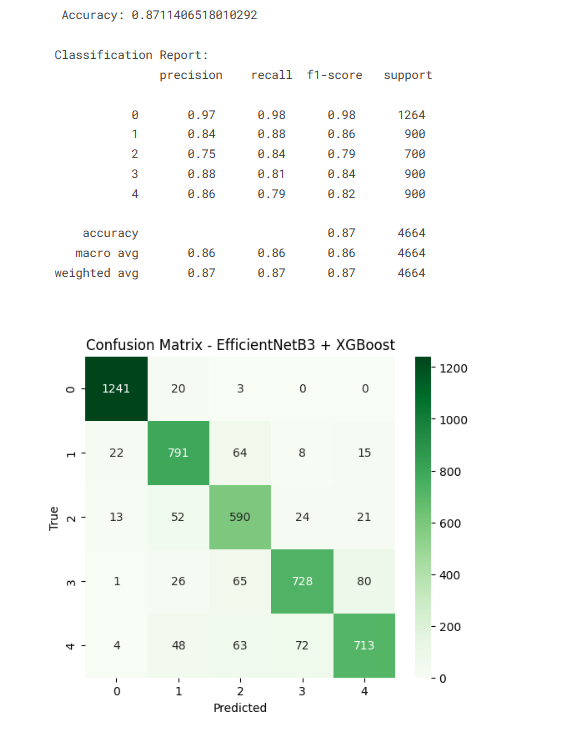 Accuracy: 0.8711406518010292
Classification Report:
precision recall f1-score support
0 0.97 0.98 0.98 1264
1 0.84 0.88 0.86 900
2 0.75 0.84 0.79 700
3 0.88 0.81 0.84 900
4 0.86 0.79 0.82 900
accuracy 0.87 4664
macro avg 0.86 0.86 0.86 4664
weighted avg 0.87 0.87 0.87 4664
Confusion Matrix - EfficientNetB3 + XGBoost
0 1241 20 3 0 0
1 22 791 64 8 15
2 13 52 590 24 21
3 1 26 65 728 80
4 4 48 63 72 713
0 1 2 3 4
Predicted
True
1200
1000
800
600
400
200
0